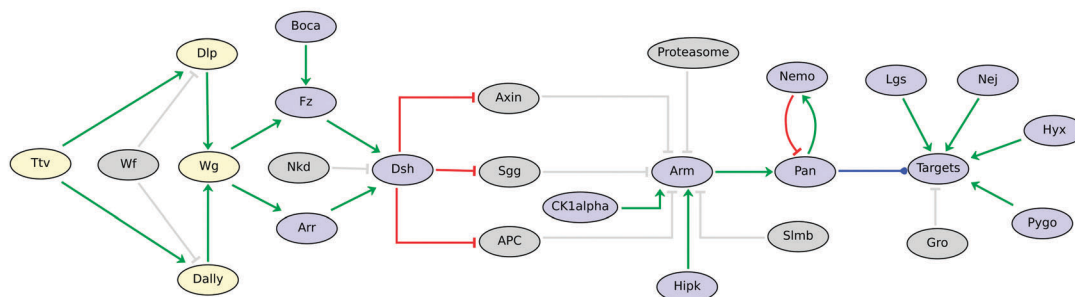 Boca
Dlp
Proteasome
Nemo
Lgs
Nej
Axin
Fz
Hyx
Ttv
Wf
Wg
Nkd
Dsh
Sgg
Arm
Pan
Targets
CK1alpha
Arr
APC
Slmb
Gro
Pygo
Dally
Hipk